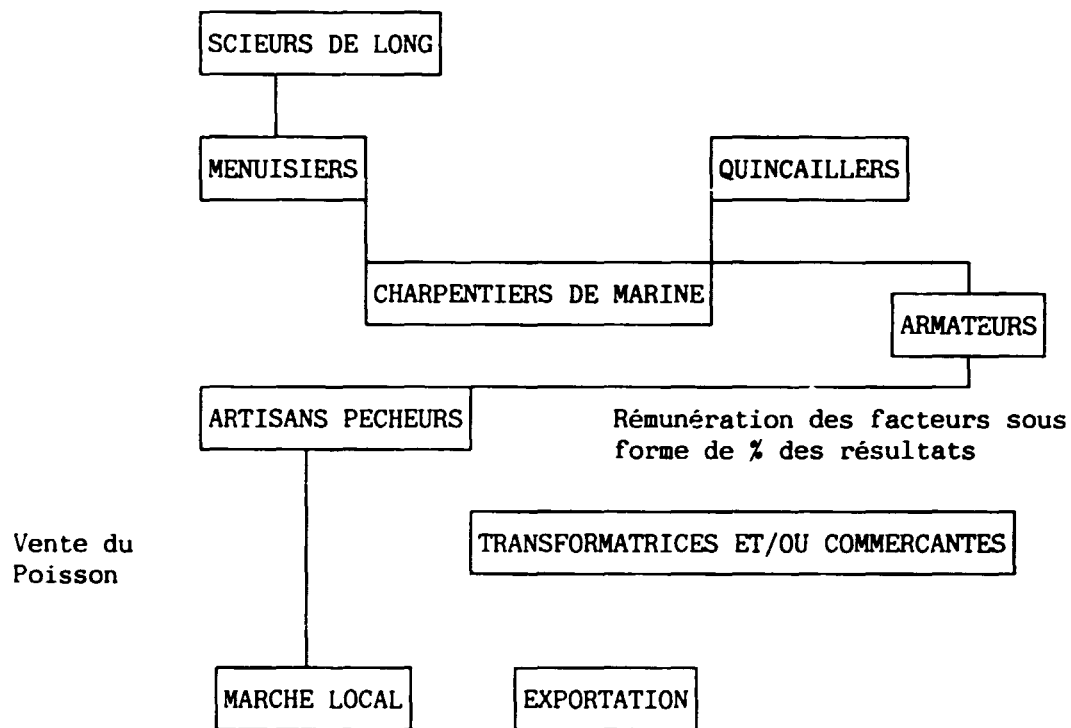 SCIEURS DE LONG
MENUISIERS
QUINCAILLERS
CHARPENTIERS DE MARINE
ARMATEURS
ARTISANS PECHEURS
Rémunération des facteurs sous
forme de % des résultats
Vente du
Poisson
TRANSFORMATRICES ET/OU COMMERCANTES
MARCHE LOCAL
EXPORTATION